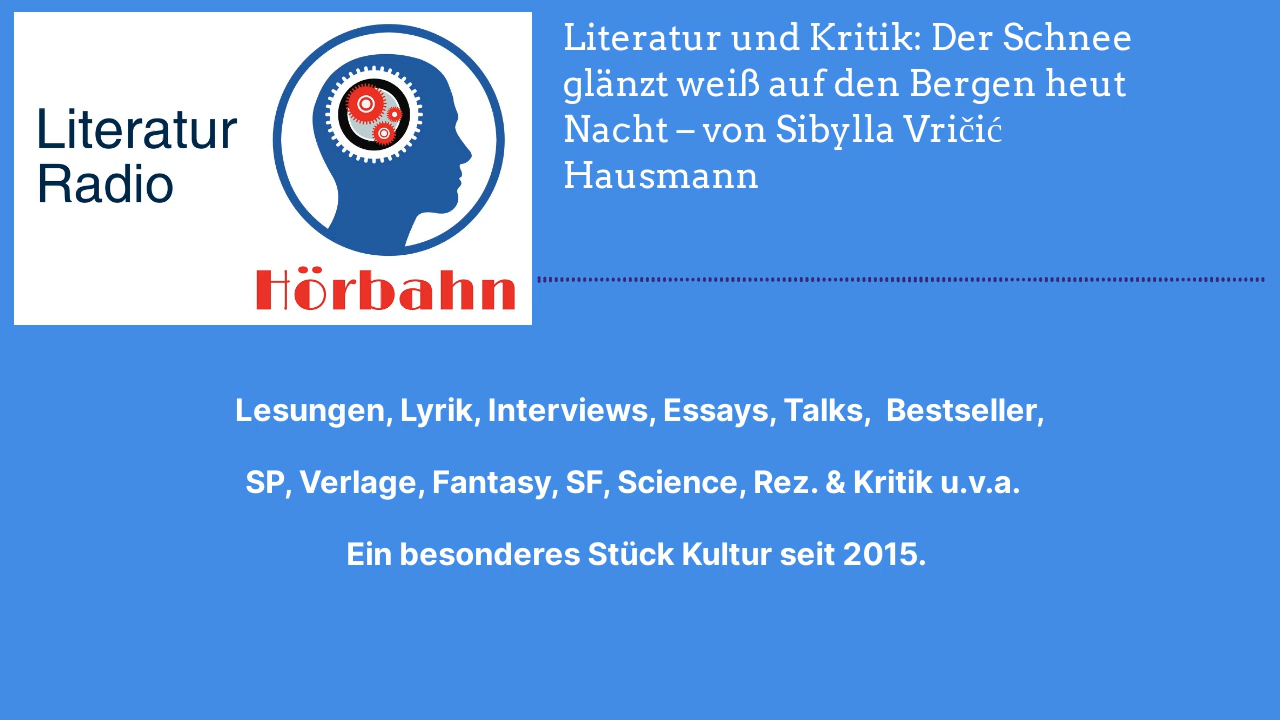 Literatur
Radio
Hörbahn
Literatur und Kritik: Der Schnee
glänzt weiß auf den Bergen heut
Nacht – von Sibylla Vričić
Hausmann
Lesungen, Lyrik, Interviews, Essays, Talks,  Bestseller,
SP, Verlage, Fantasy, SF, Science, Rez. & Kritik u.v.a.
Ein besonderes Stück Kultur seit 2015.